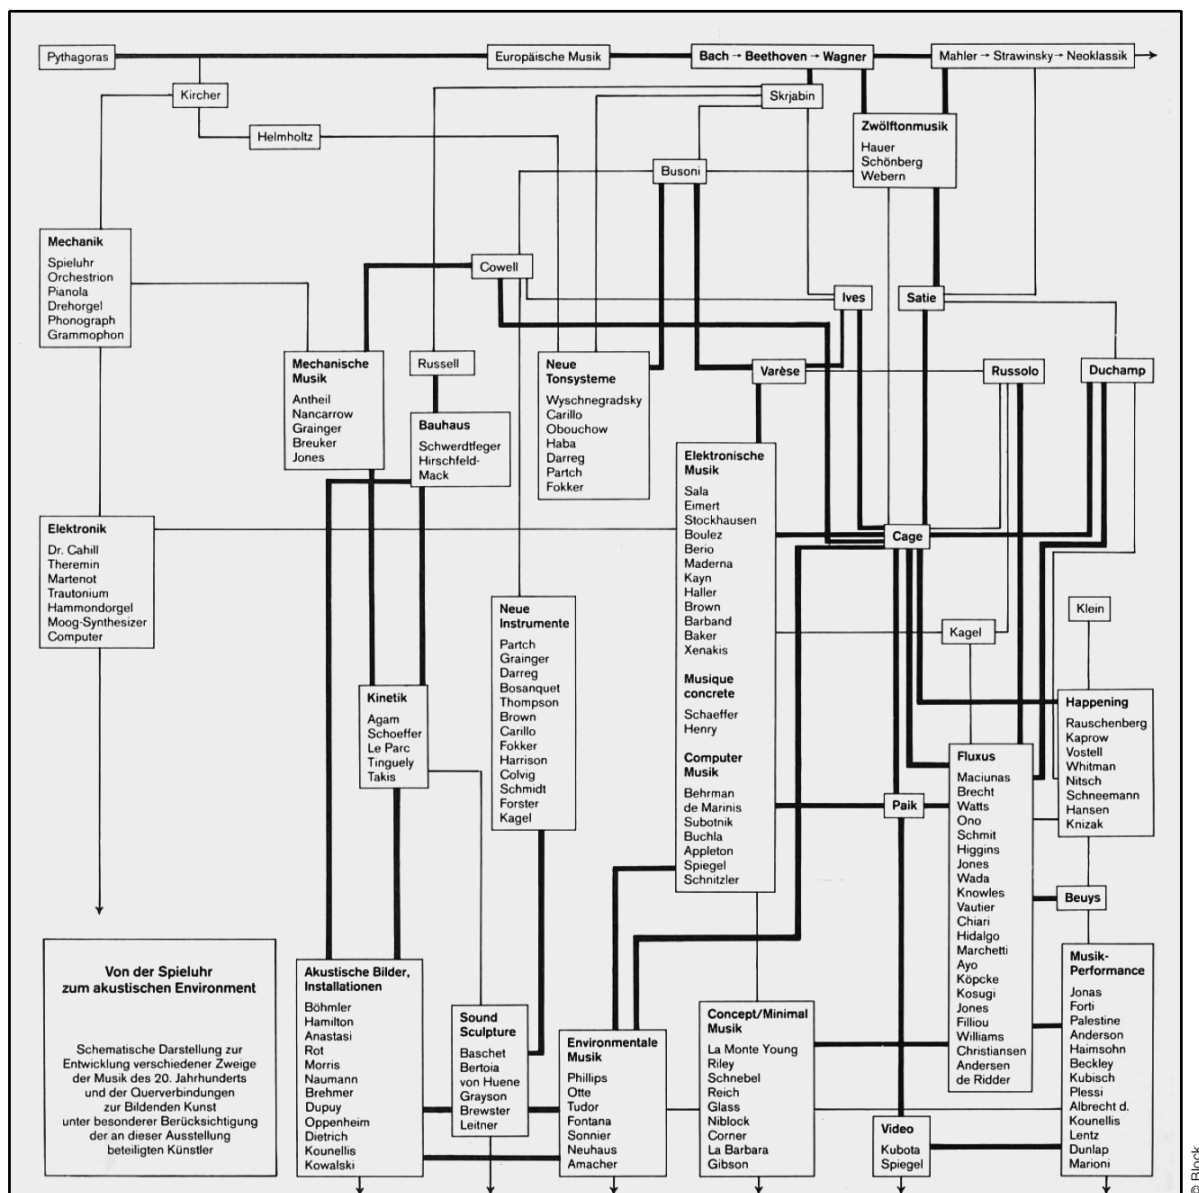 Pythagoras
Europäische Musik
Bach → Beethoven → Wagner
Mahler → Strawinsky → Neoklassik
Kircher
Skrjabin
Helmholtz
Zwölftonmusik
Hauer
Schönberg
Webern
Busoni
Mechanik
Spieluhr
Orchestrion
Pianola
Drehorgel
Phonograph
Grammophon
Cowell
Ives
Satie
Mechanische
Musik
Antheil
Nancarrow
Grainger
Breuker
Jones
Russell
Bauhaus
Schwerdtfeger
Hirschfeld-
Mack
Neue
Tonsysteme
Wyschnegradsky
Carillo
Obouchow
Haba
Darreg
Partch
Fokker
Varèse
Russolo
Duchamp
Elektronische
Musik
Sala
Eimert
Stockhausen
Boulez
Berio
Maderna
Kayn
Haller
Brown
Barband
Baker
Xenakis
Musique
concrete
Schaeffer
Henry
Computer
Musik
Behrman
de Marinis
Subotnik
Buchla
Appleton
Spiegel
Schnitzler
Elektronik
Dr. Cahill
Theremin
Martenot
Trautonium
Hammondorgel
Moog-Synthesizer
Computer
Cage
Neue
Instrumente
Partch
Grainger
Darreg
Bosanquet
Thompson
Brown
Carillo
Fokker
Harrison
Colvig
Schmidt
Forster
Kagel
Kagel
Klein
Kinetik
Agam
Schoeffer
Le Parc
Tinguely
Takis
Happening
Rauschenberg
Kaprow
Vostell
Whitman
Nitsch
Schneemann
Hansen
Knizak
Fluxus
Maciunas
Brecht
Watts
Ono
Schmit
Higgins
Jones
Wada
Knowles
Vautier
Chiari
Hidalgo
Marchetti
Ayo
Köpcke
Kosugi
Jones
Filliou
Williams
Christiansen
Andersen
de Ridder
Paik
Beuys
Von der Spieluhr
zum akustischen Environment
Schematische Darstellung zur
Entwicklung verschiedener Zweige
der Musik des 20. Jahrhunderts
und der Querverbindungen
zur Bildenden Kunst
unter besonderer Berücksichtigung
der an dieser Ausstellung
beteiligten Künstler
Akustische Bilder,
Installationen
Böhmler
Hamilton
Anastasi
Rot
Morris
Naumann
Brehmer
Dupuy
Oppenheim
Dietrich
Kounellis
Kowalski
Sound
Sculpture
Baschet
Bertoia
von Huene
Grayson
Brewster
Leitner
Environmentale
Musik
Phillips
Otte
Tudor
Fontana
Sonnier
Neuhaus
Amacher
Concept/Minimal
Musik
La Monte Young
Riley
Schnebel
Reich
Glass
Niblock
Corner
La Barbara
Gibson
Video
Kubota
Spiegel
Musik-
Performance
Jonas
Forti
Palestine
Anderson
Haimsohn
Beckley
Kubisch
Plessi
Albrecht d.
Kounellis
Lentz
Dunlap
Marioni
© Block